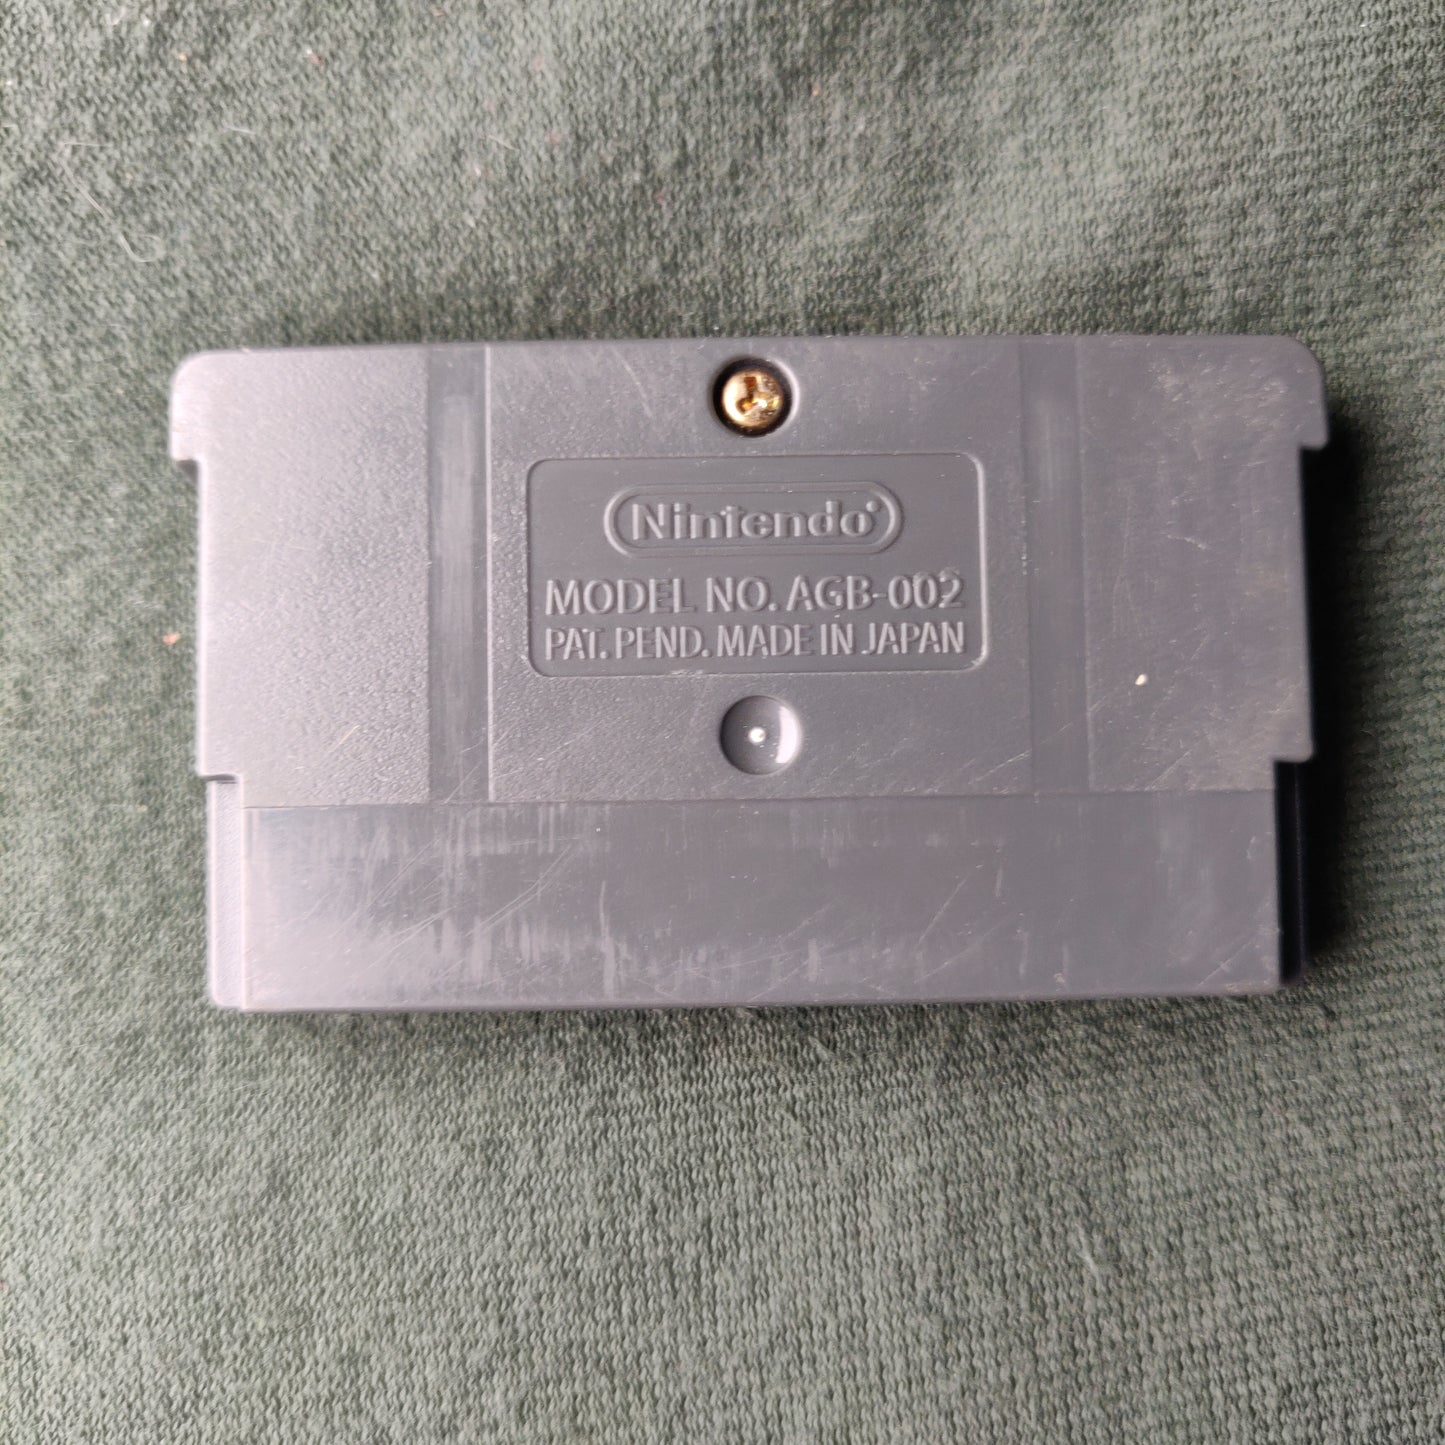 Nintendo
MODEL NO. AGB-002
PAT. PEND. MADE IN JAPAN